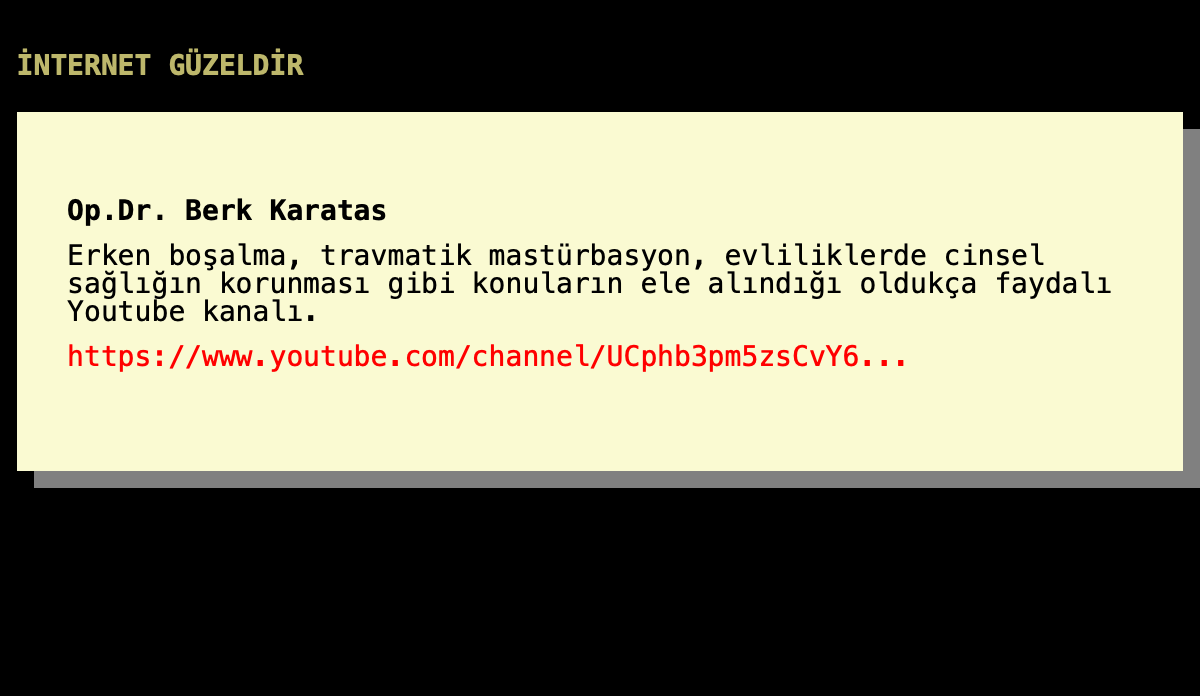 İNTERNET GÜZELDİR
Op.Dr. Berk Karatas
Erken boşalma, travmatik mastürbasyon, evliliklerde cinsel
sağlığın korunması gibi konuların ele alındığı oldukça faydalı
Youtube kanalı.
https://www.youtube.com/channel/UCphb3pm5zsCvY6...